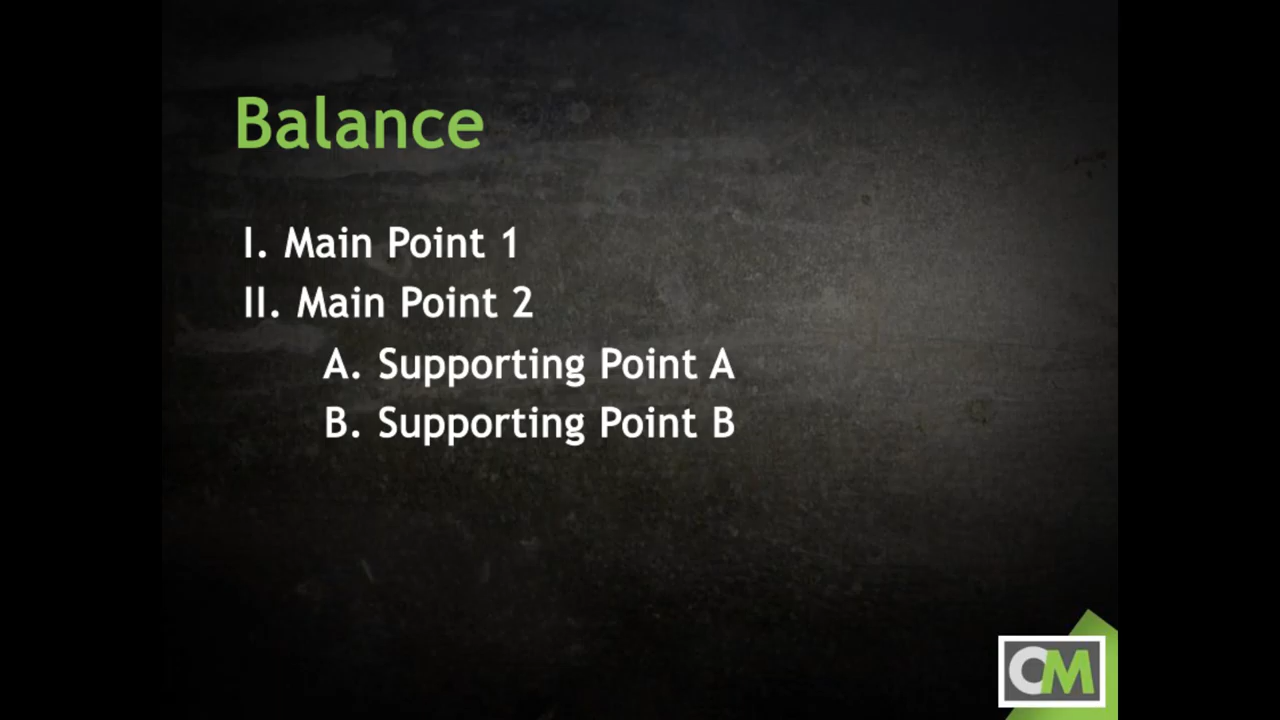 Balance
I. Main Point 1
II. Main Point 2
A. Supporting Point A
B. Supporting Point B
CM